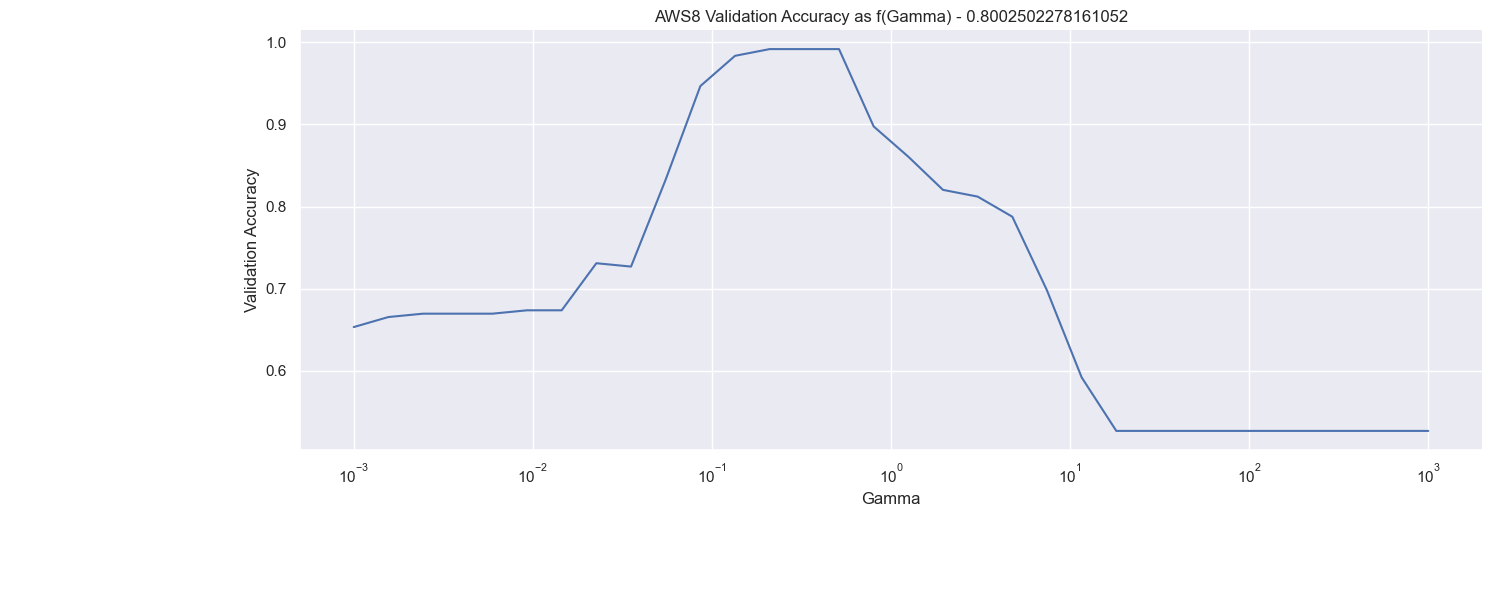 AWS8 Validation Accuracy as f(Gamma) - 0.8002502278161052
Validation Accuracy
1.0
0.9
0.8
0.7
0.6
10⁻³ 10⁻² 10⁻¹ 10⁰ 10¹ 10² 10³
Gamma